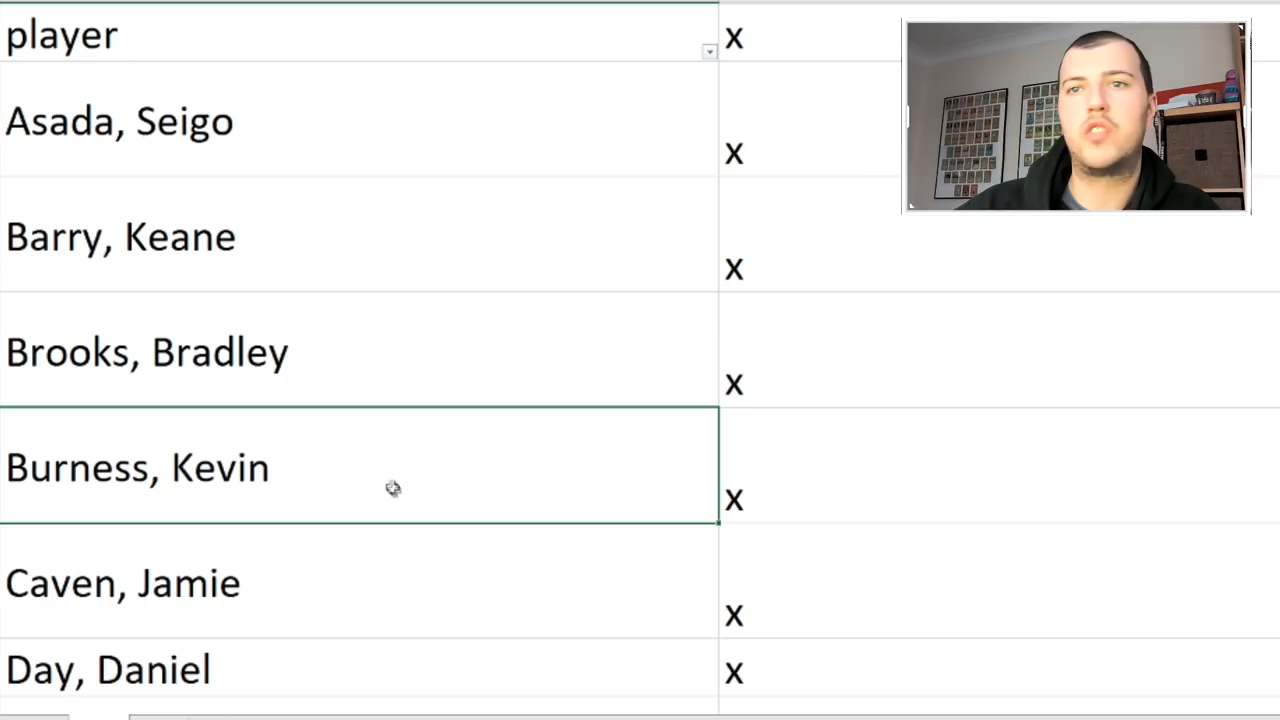 player x
Asada, Seigo x
Barry, Keane x
Brooks, Bradley x
Burness, Kevin x
Caven, Jamie x
Day, Daniel x